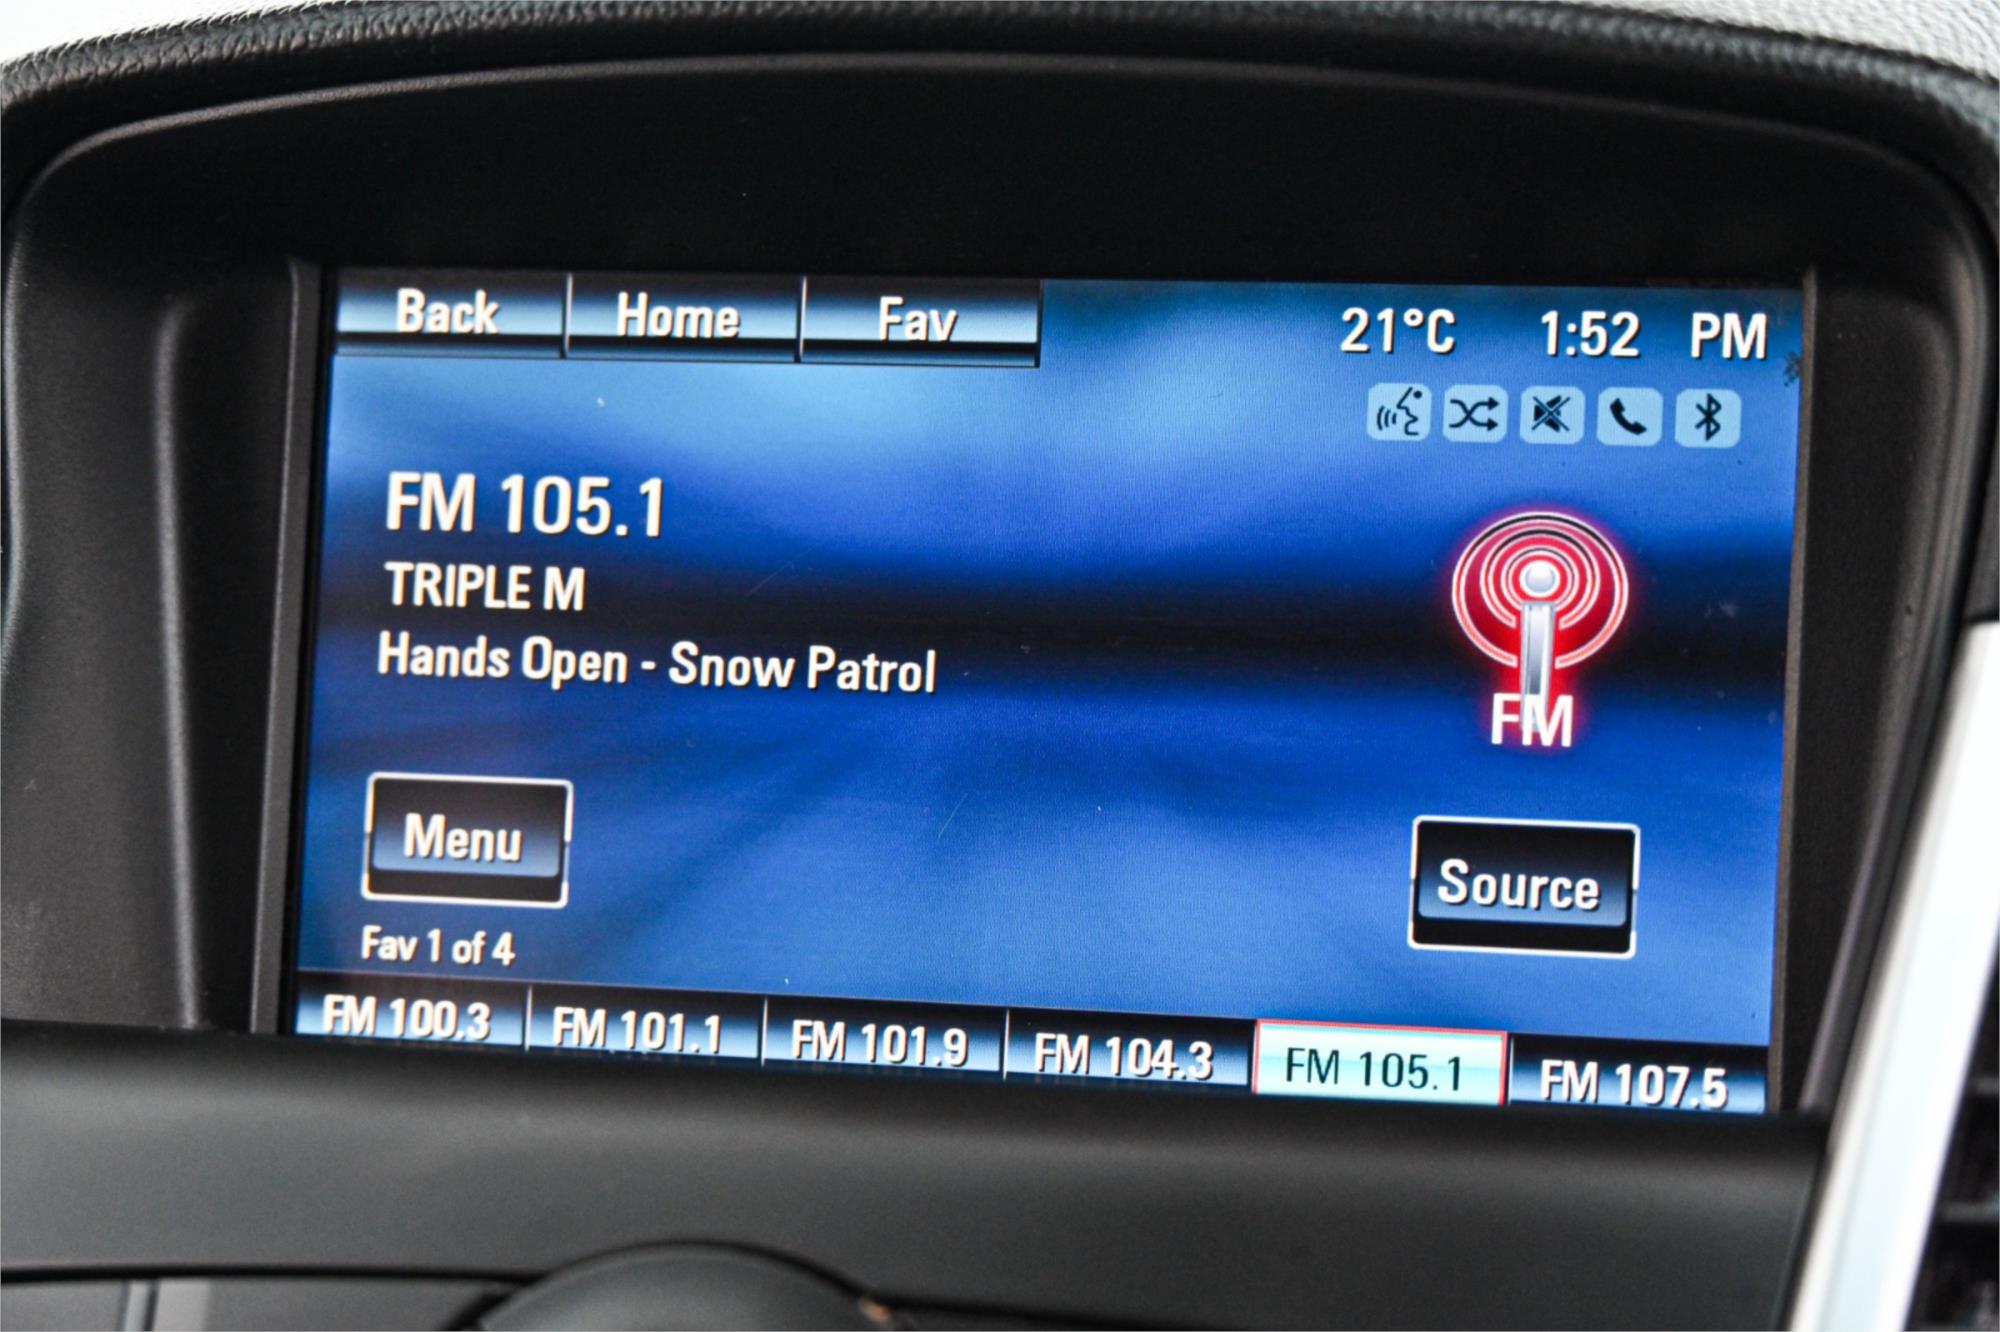 Back Home Fav 21°C 1:52 PM
FM 105.1
TRIPLE M
Hands Open - Snow Patrol
FM
Menu
Source
Fav 1 of 4
FM 100.3 FM 101.1 FM 101.9 FM 104.3 FM 105.1 FM 107.5